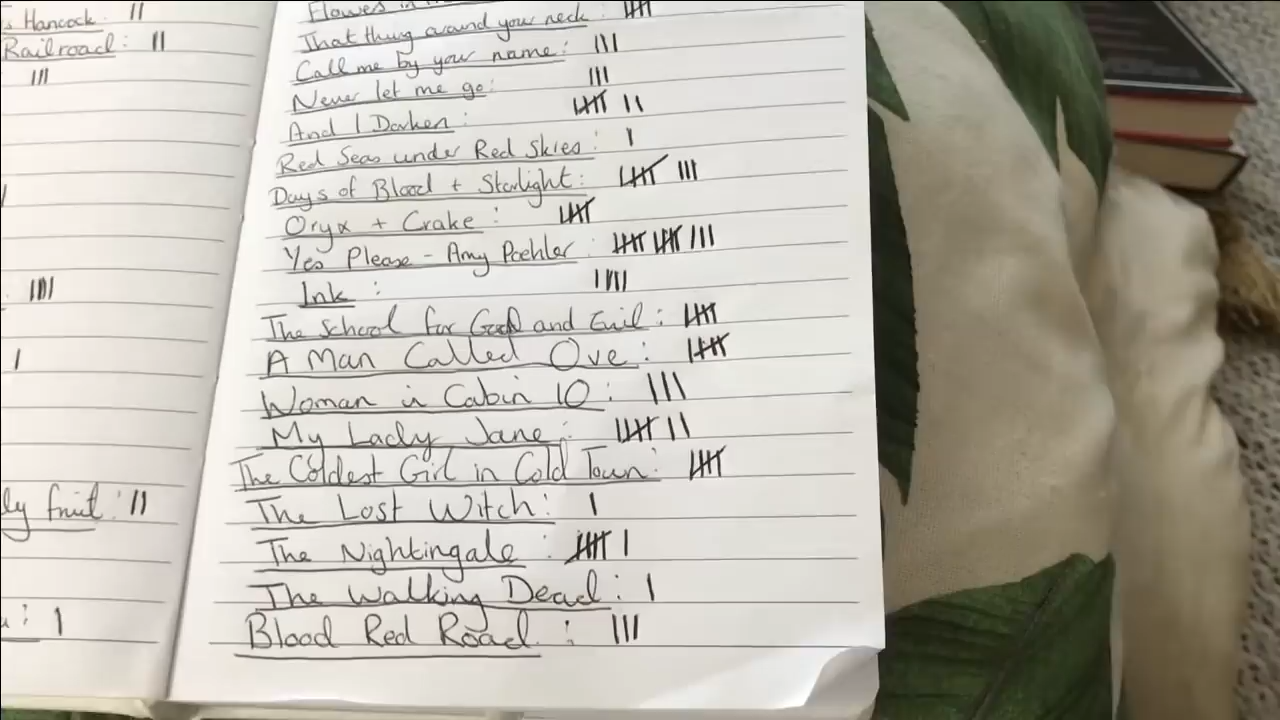 s Hancock. II
Railroad: II
III
IIII
I
ly fruit: II
: I
Flowers in
That thing around your neck: IIII
Call me by your name: III
Never let me go: III
And I Darken: IIII II
Red Seas under Red Skies: I
Days of Blood + Starlight: IIII III
Oryx + Crake: IIII
Yes Please - Amy Poehler: IIII IIII III
Ink: IIII
The School for Good and Evil: IIII
A Man Called Ove: IIII
Woman in Cabin 10: III
My Lady Jane: IIII II
The Coldest Girl in Cold Town: IIII
The Lost Witch: I
The Nightingale: IIII I
The Walking Dead: I
Blood Red Road: III